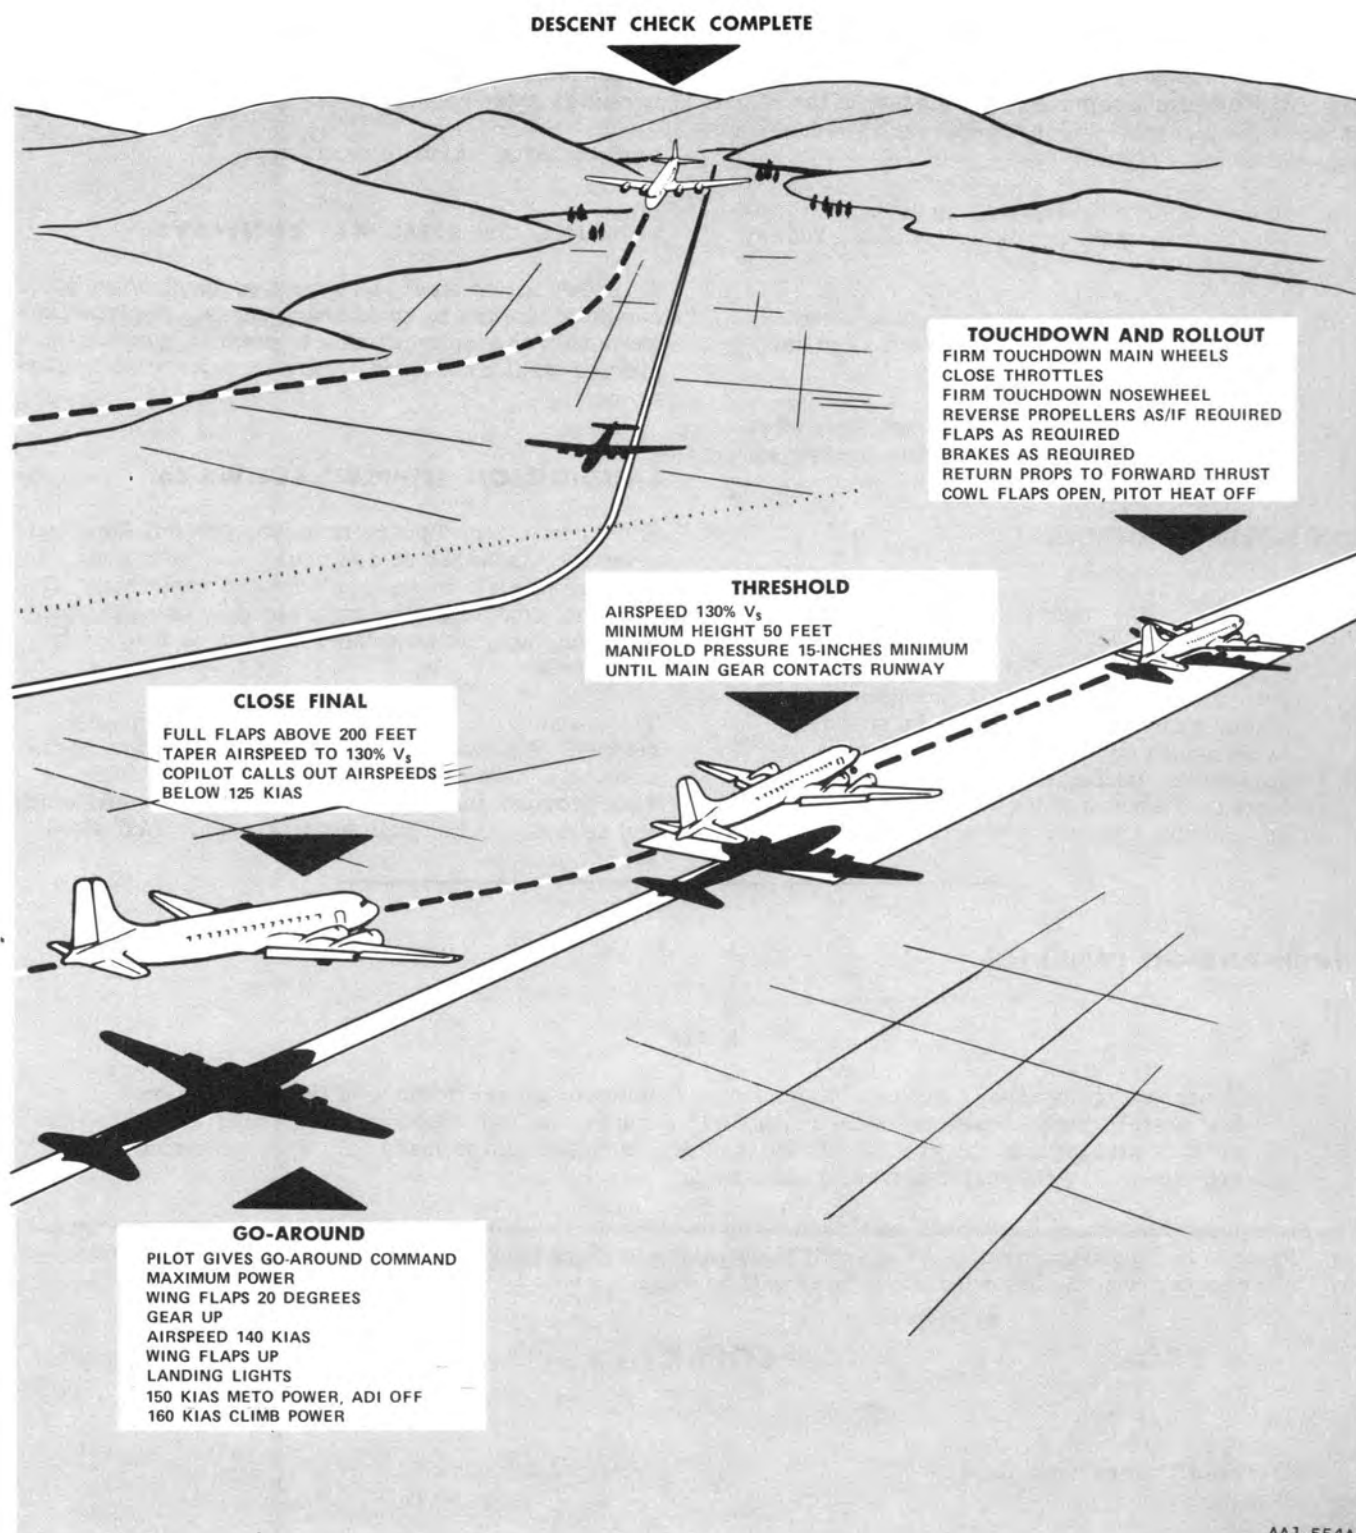 DESCENT CHECK COMPLETE
TOUCHDOWN AND ROLLOUT
FIRM TOUCHDOWN MAIN WHEELS
CLOSE THROTTLES
FIRM TOUCHDOWN NOSEWHEEL
REVERSE PROPELLERS AS/IF REQUIRED
FLAPS AS REQUIRED
BRAKES AS REQUIRED
RETURN PROPS TO FORWARD THRUST
COWL FLAPS OPEN, PITOT HEAT OFF
THRESHOLD
AIRSPEED 130% Vs
MINIMUM HEIGHT 50 FEET
MANIFOLD PRESSURE 15-INCHES MINIMUM
UNTIL MAIN GEAR CONTACTS RUNWAY
CLOSE FINAL
FULL FLAPS ABOVE 200 FEET
TAPER AIRSPEED TO 130% Vs
COPILOT CALLS OUT AIRSPEEDS
BELOW 125 KIAS
GO-AROUND
PILOT GIVES GO-AROUND COMMAND
MAXIMUM POWER
WING FLAPS 20 DEGREES
GEAR UP
AIRSPEED 140 KIAS
WING FLAPS UP
LANDING LIGHTS
150 KIAS METO POWER, ADI OFF
160 KIAS CLIMB POWER